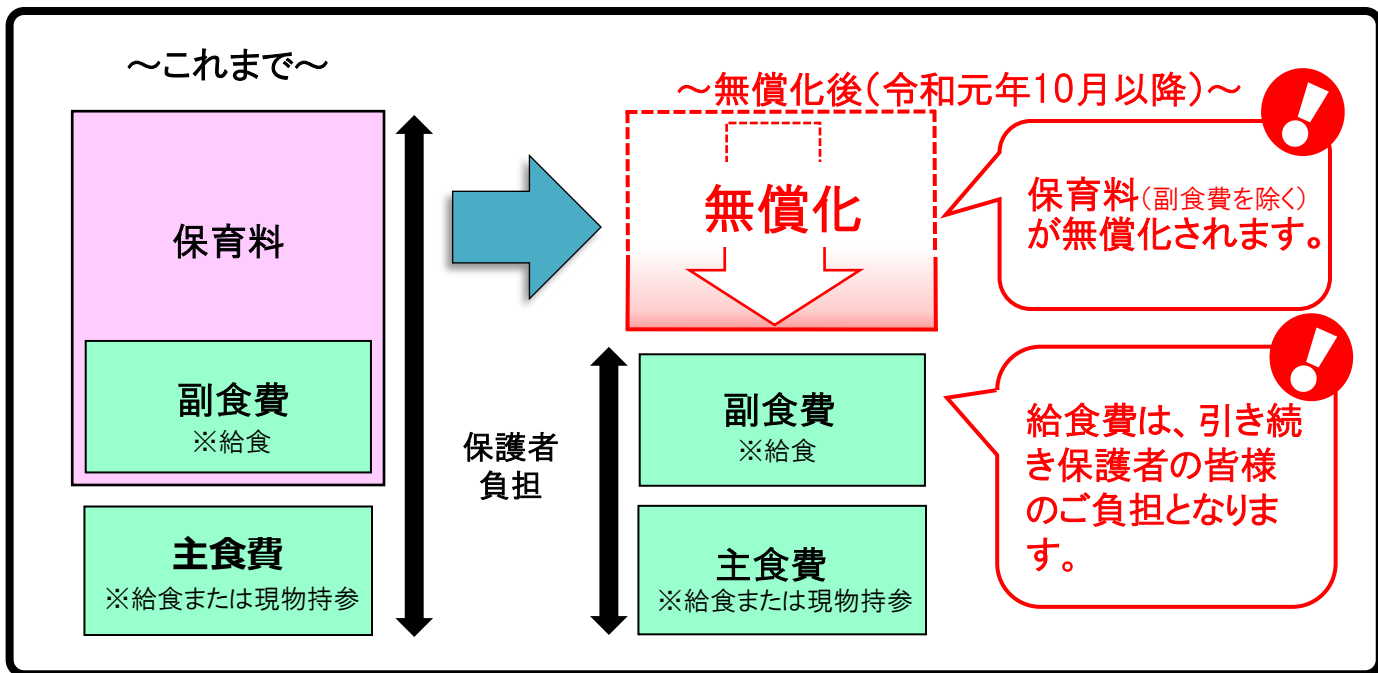 ～これまで～
保育料
副食費
※給食
主食費
※給食または現物持参
保護者
負担
～無償化後（令和元年10月以降）～
無償化
副食費
※給食
主食費
※給食または現物持参
保育料（副食費を除く）
が無償化されます。
給食費は、引き続
き保護者の皆様
のご負担となりま
す。